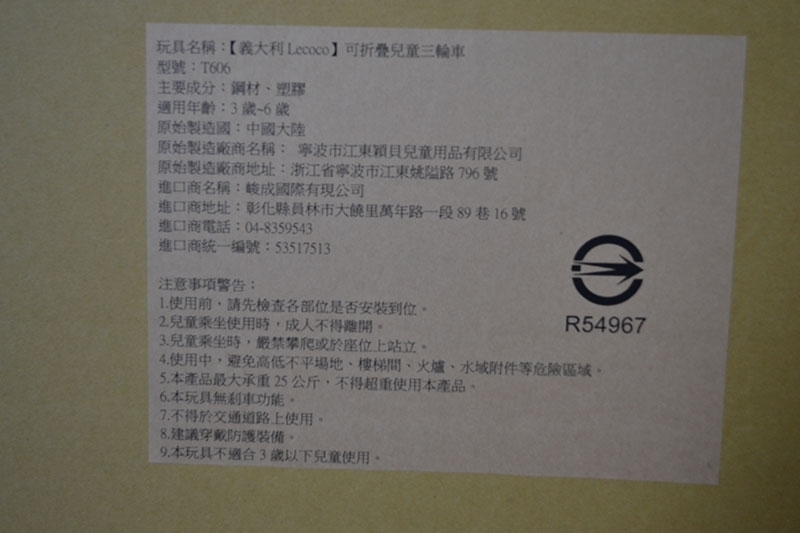 玩具名稱：【義大利 Lecoco】可折疊兒童三輪車
型號：T606
主要成分：鋼材、塑膠
適用年齡：3 歲~6 歲
原始製造國：中國大陸
原始製造廠商名稱： 寧波市江東穎貝兒童用品有限公司
原始製造廠商地址：浙江省寧波市江東姚隘路 796 號
進口商名稱：峻成國際有現公司
進口商地址：彰化縣員林市大饒里萬年路一段 89 巷 16 號
進口商電話：04-8359543
進口商統一編號：53517513
注意事項警告：
1.使用前，請先檢查各部位是否安裝到位。
2.兒童乘坐使用時，成人不得離開。
3.兒童乘坐時，嚴禁攀爬或於座位上站立。
4.使用中，避免高低不平場地、樓梯間、火爐、水域附件等危險區域。
5.本產品最大承重 25 公斤，不得超重使用本產品。
6.本玩具無剎車功能。
7.不得於交通道路上使用。
8.建議穿戴防護裝備。
9.本玩具不適合 3 歲以下兒童使用。
R54967